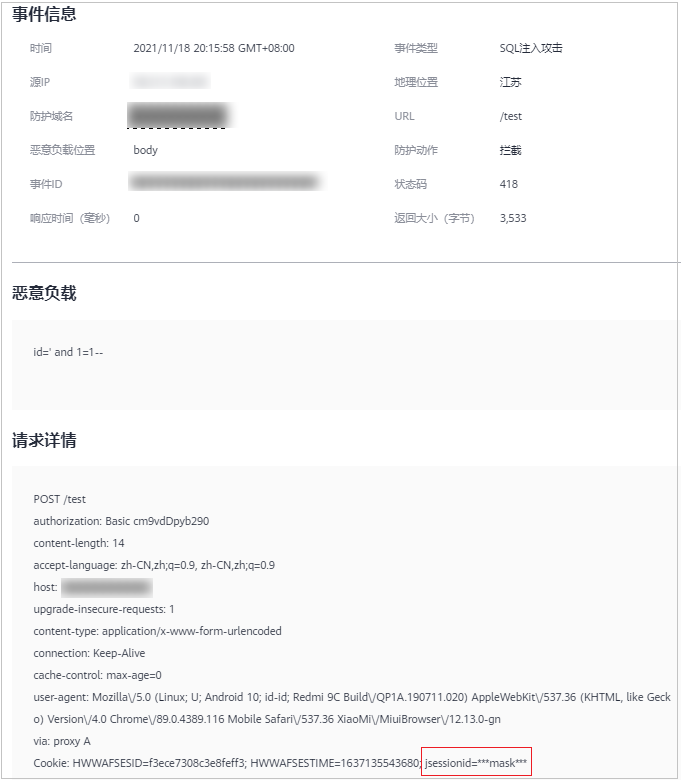 事件信息
时间 2021/11/18 20:15:58 GMT+08:00 事件类型 SQL注入攻击
源IP 地理位置 江苏
防护域名 URL /test
恶意负载位置 body 防护动作 拦截
事件ID 状态码 418
响应时间（毫秒） 0 返回大小（字节） 3,533
恶意负载
id=' and 1=1--
请求详情
POST /test
authorization: Basic cm9vdDpyb290
content-length: 14
accept-language: zh-CN,zh;q=0.9, zh-CN,zh;q=0.9
host:
upgrade-insecure-requests: 1
content-type: application/x-www-form-urlencoded
connection: Keep-Alive
cache-control: max-age=0
user-agent: Mozilla\/5.0 (Linux; U; Android 10; id-id; Redmi 9C Build\/QP1A.190711.020) AppleWebKit\/537.36 (KHTML, like Geck
o) Version\/4.0 Chrome\/89.0.4389.116 Mobile Safari\/537.36 XiaoMi\/MiuiBrowser\/12.13.0-gn
via: proxy A
Cookie: HWWAFSESID=f3ece7308c3e8feff3; HWWAFSESTIME=1637135543680; jsessionid=***mask***